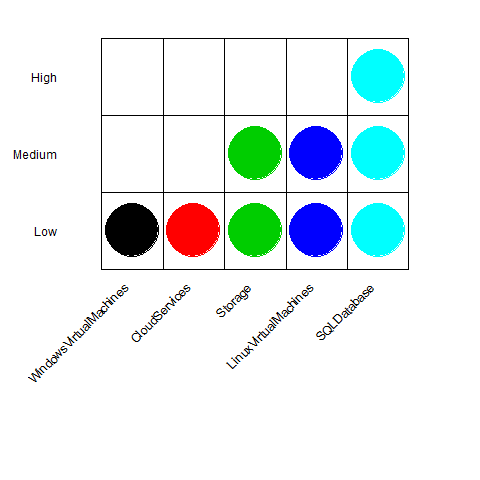 High
Medium
Low
WindowsVirtualMachines
CloudServices
Storage
LinuxVirtualMachines
SQLDatabase